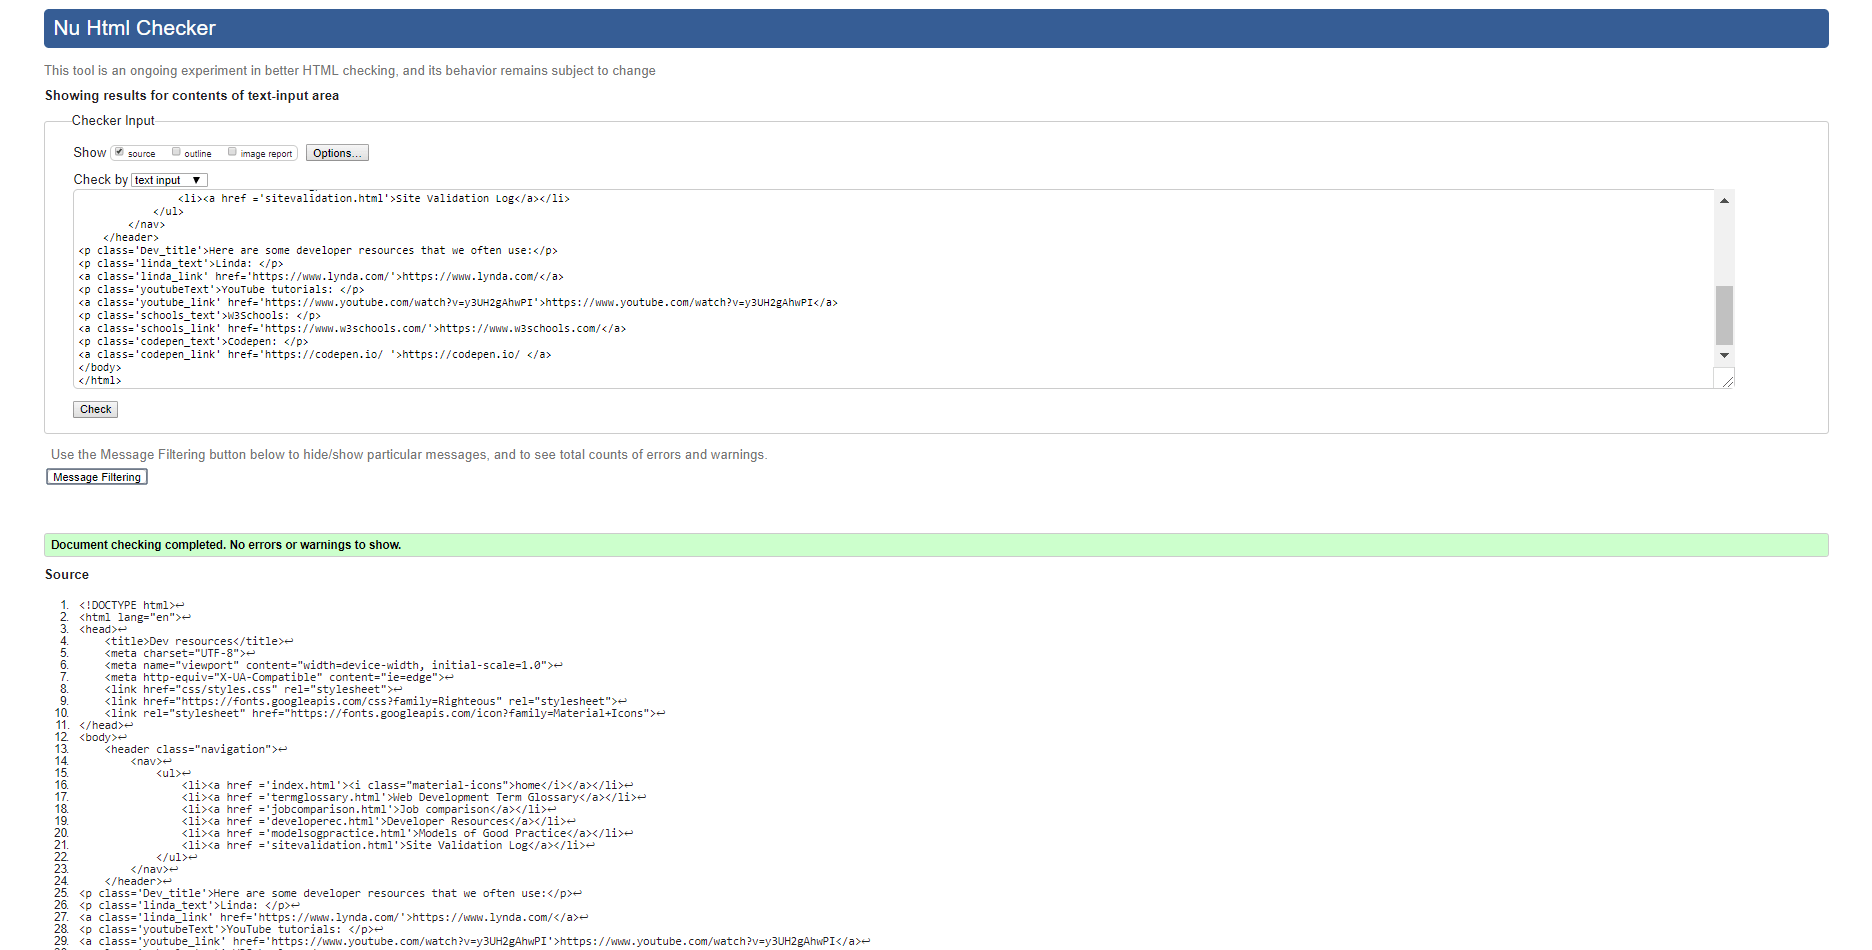 Nu Html Checker
This tool is an ongoing experiment in better HTML checking, and its behavior remains subject to change
Showing results for contents of text-input area
Checker Input
Show source outline image report Options...
Check by text input ▼
<li><a href ='sitevalidation.html'>Site Validation Log</a></li>
</ul>
</nav>
</header>
<p class='Dev_title'>Here are some developer resources that we often use:</p>
<p class='linda_text'>Linda: </p>
<a class='linda_link' href='https://www.lynda.com/'>https://www.lynda.com/</a>
<p class='youtubeText'>YouTube tutorials: </p>
<a class='youtube_link' href='https://www.youtube.com/watch?v=y3UH2gAhwPI'>https://www.youtube.com/watch?v=y3UH2gAhwPI</a>
<p class='schools_text'>W3Schools: </p>
<a class='schools_link' href='https://www.w3schools.com/'>https://www.w3schools.com/</a>
<p class='codepen_text'>Codepen: </p>
<a class='codepen_link' href='https://codepen.io/ '>https://codepen.io/ </a>
</body>
</html>
Check
Use the Message Filtering button below to hide/show particular messages, and to see total counts of errors and warnings.
Message Filtering
Document checking completed. No errors or warnings to show.
Source
1. <!DOCTYPE html>↩
2. <html lang="en">↩
3. <head>↩
4. <title>Dev resources</title>↩
5. <meta charset="UTF-8">↩
6. <meta name="viewport" content="width=device-width, initial-scale=1.0">↩
7. <meta http-equiv="X-UA-Compatible" content="ie=edge">↩
8. <link href="css/styles.css" rel="stylesheet">↩
9. <link href="https://fonts.googleapis.com/css?family=Righteous" rel="stylesheet">↩
10. <link rel="stylesheet" href="https://fonts.googleapis.com/icon?family=Material+Icons">↩
11. </head>↩
12. <body>↩
13. <header class="navigation">↩
14. <nav>↩
15. <ul>↩
16. <li><a href ='index.html'><i class="material-icons">home</i></a></li>↩
17. <li><a href ='termglossary.html'>Web Development Term Glossary</a></li>↩
18. <li><a href ='jobcomparison.html'>Job comparison</a></li>↩
19. <li><a href ='developerec.html'>Developer Resources</a></li>↩
20. <li><a href ='modelsogpractice.html'>Models of Good Practice</a></li>↩
21. <li><a href ='sitevalidation.html'>Site Validation Log</a></li>↩
22. </ul>↩
23. </nav>↩
24. </header>↩
25. <p class='Dev_title'>Here are some developer resources that we often use:</p>↩
26. <p class='linda_text'>Linda: </p>↩
27. <a class='linda_link' href='https://www.lynda.com/'>https://www.lynda.com/</a>↩
28. <p class='youtubeText'>YouTube tutorials: </p>↩
29. <a class='youtube_link' href='https://www.youtube.com/watch?v=y3UH2gAhwPI'>https://www.youtube.com/watch?v=y3UH2gAhwPI</a>↩